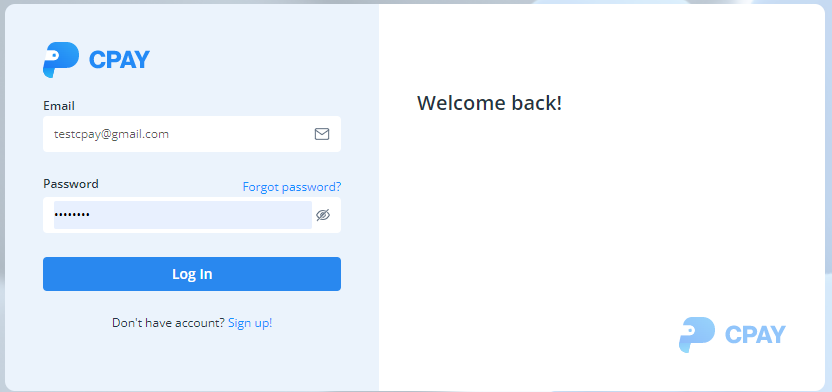 CPAY
Email
testcpay@gmail.com
Password
Forgot password?
••••••••
Log In
Don't have account? Sign up!
Welcome back!
CPAY